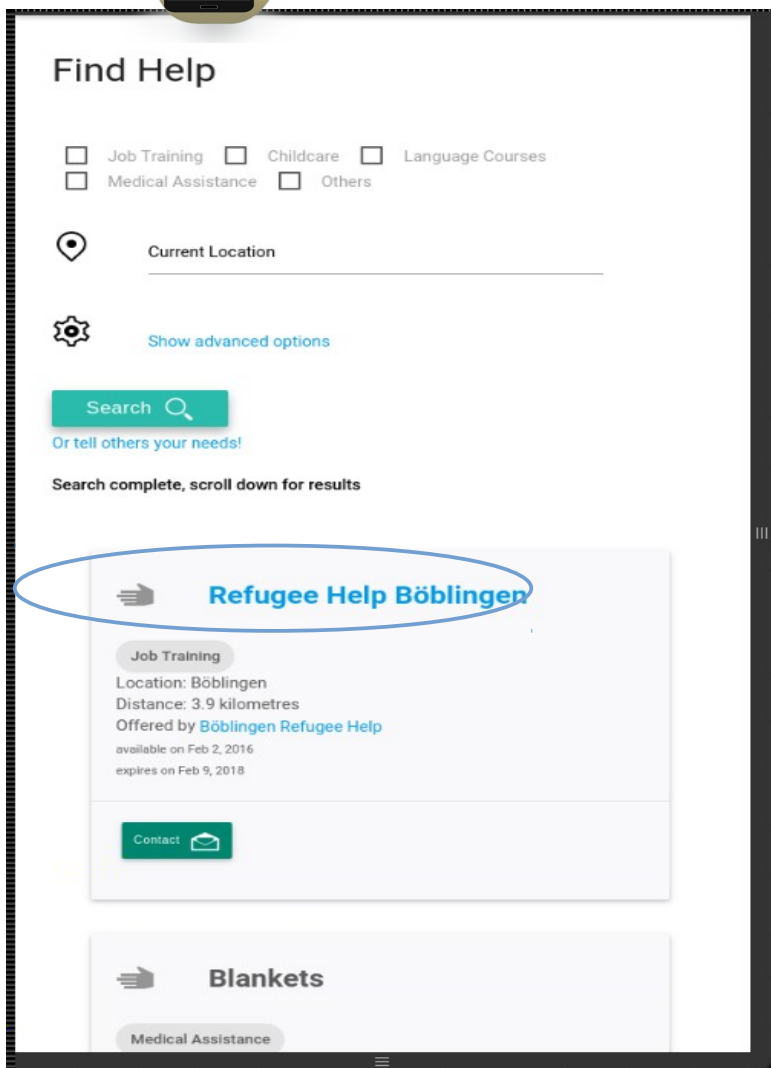 Find Help
Job Training Childcare Language Courses
Medical Assistance Others
Current Location
Show advanced options
Search
Or tell others your needs!
Search complete, scroll down for results
Refugee Help Böblingen
Job Training
Location: Böblingen
Distance: 3.9 kilometres
Offered by Böblingen Refugee Help
available on Feb 2, 2016
expires on Feb 9, 2018
Contact
Blankets
Medical Assistance